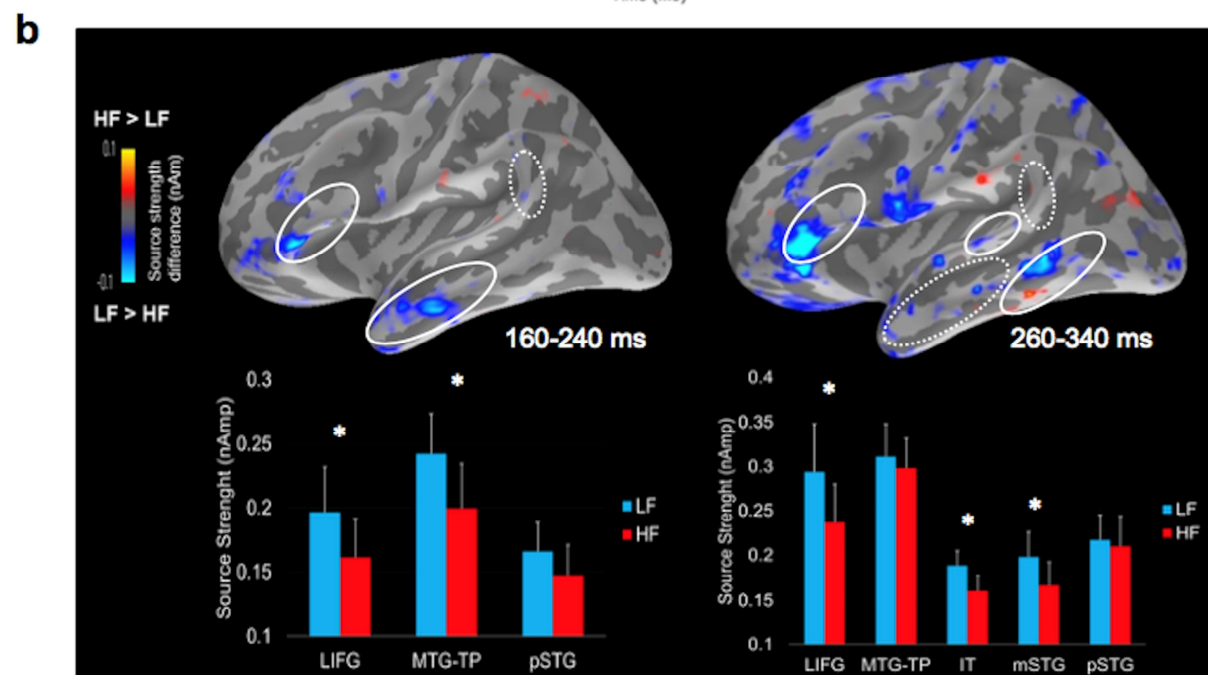 b
HF > LF
0.1
Source strength
difference (nAm)
-0.1
LF > HF
160-240 ms
260-340 ms
*
*
0.3
0.25
0.2
0.15
0.1
Source Strenght (nAmp)
LIFG
MTG-TP
pSTG
LF
HF
*
*
*
0.4
0.35
0.3
0.25
0.2
0.15
0.1
Source Strenght (nAmp)
LIFG
MTG-TP
IT
mSTG
pSTG
LF
HF